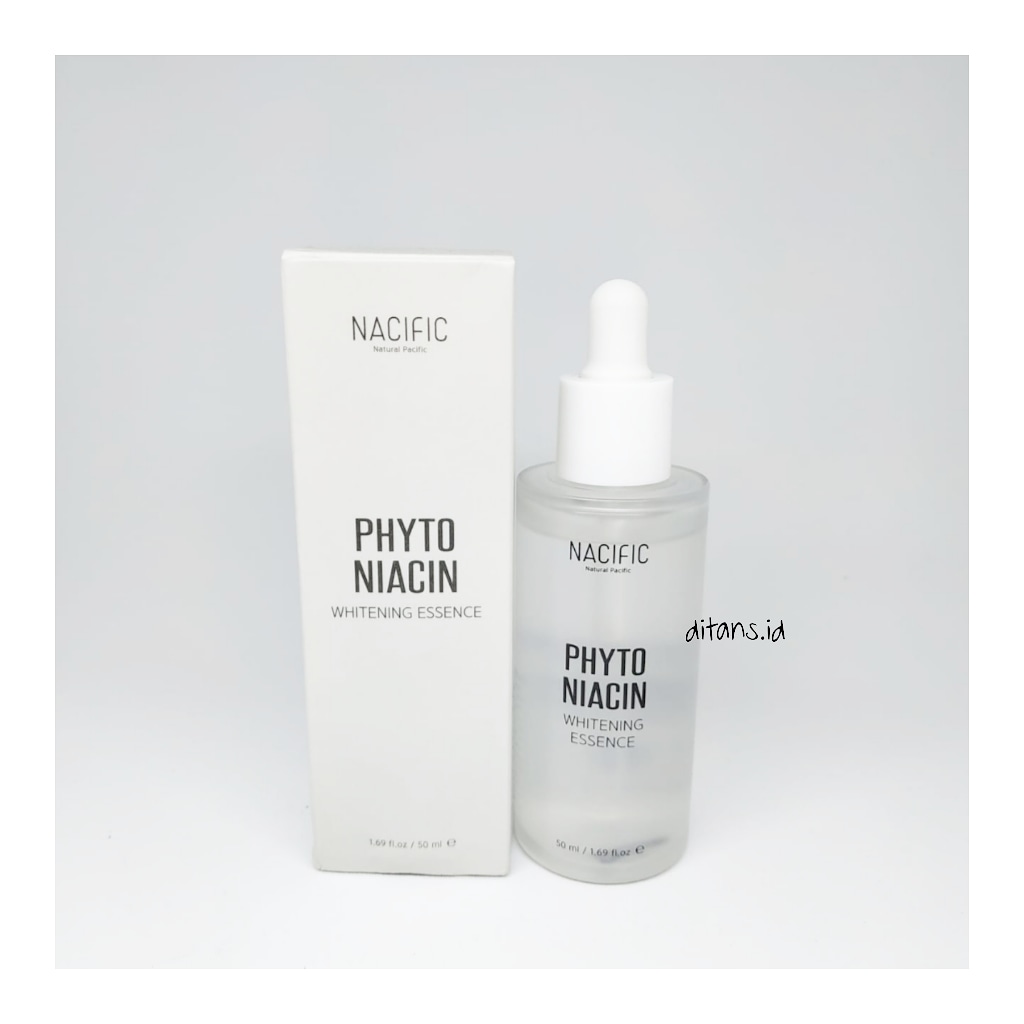 NACIFIC
Natural Pacific
PHYTO
NIACIN
WHITENING ESSENCE
1.69 fl.oz / 50 ml ℮
NACIFIC
Natural Pacific
PHYTO
NIACIN
WHITENING
ESSENCE
50 ml / 1.69 fl.oz ℮
ditans.id